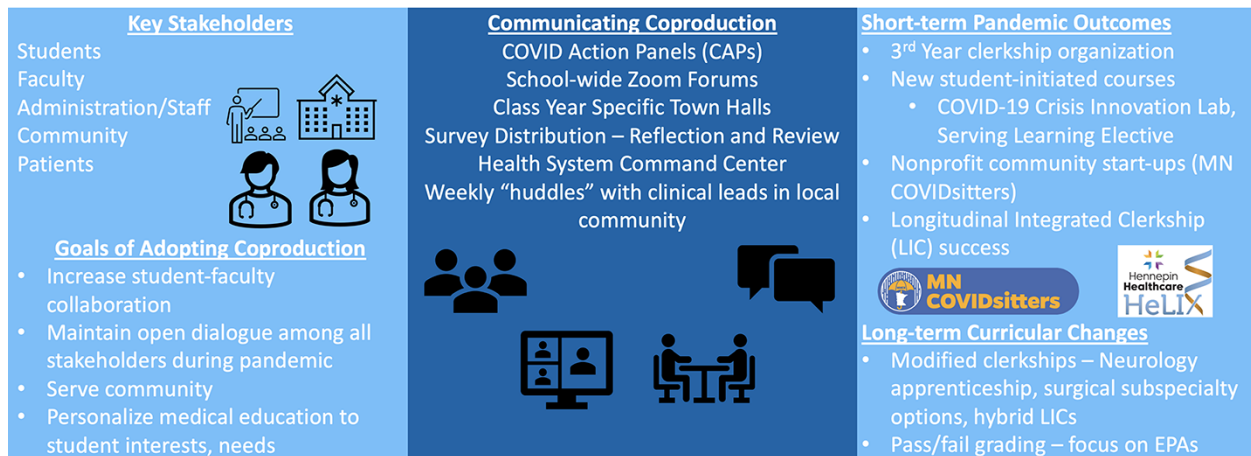 Key Stakeholders
Students
Faculty
Administration/Staff
Community
Patients
Goals of Adopting Coproduction
• Increase student-faculty
collaboration
• Maintain open dialogue among all
stakeholders during pandemic
• Serve community
• Personalize medical education to
student interests, needs
Communicating Coproduction
COVID Action Panels (CAPs)
School-wide Zoom Forums
Class Year Specific Town Halls
Survey Distribution – Reflection and Review
Health System Command Center
Weekly “huddles” with clinical leads in local
community
Short-term Pandemic Outcomes
• 3rd Year clerkship organization
• New student-initiated courses
• COVID-19 Crisis Innovation Lab,
Serving Learning Elective
• Nonprofit community start-ups (MN
COVIDsitters)
• Longitudinal Integrated Clerkship
(LIC) success
MN
COVIDsitters
Hennepin
Healthcare
HeLIX
Long-term Curricular Changes
• Modified clerkships – Neurology
apprenticeship, surgical subspecialty
options, hybrid LICs
• Pass/fail grading – focus on EPAs